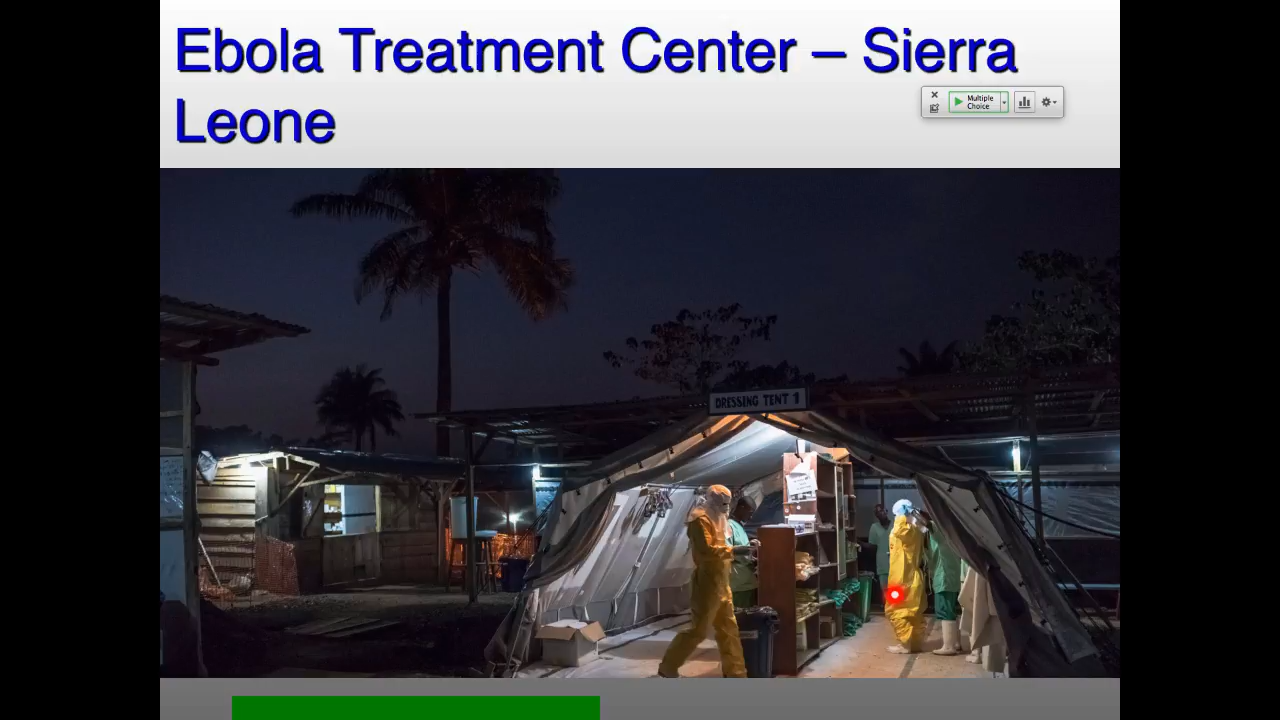 Ebola Treatment Center – Sierra
Leone
Multiple
Choice
DRESSING TENT 1